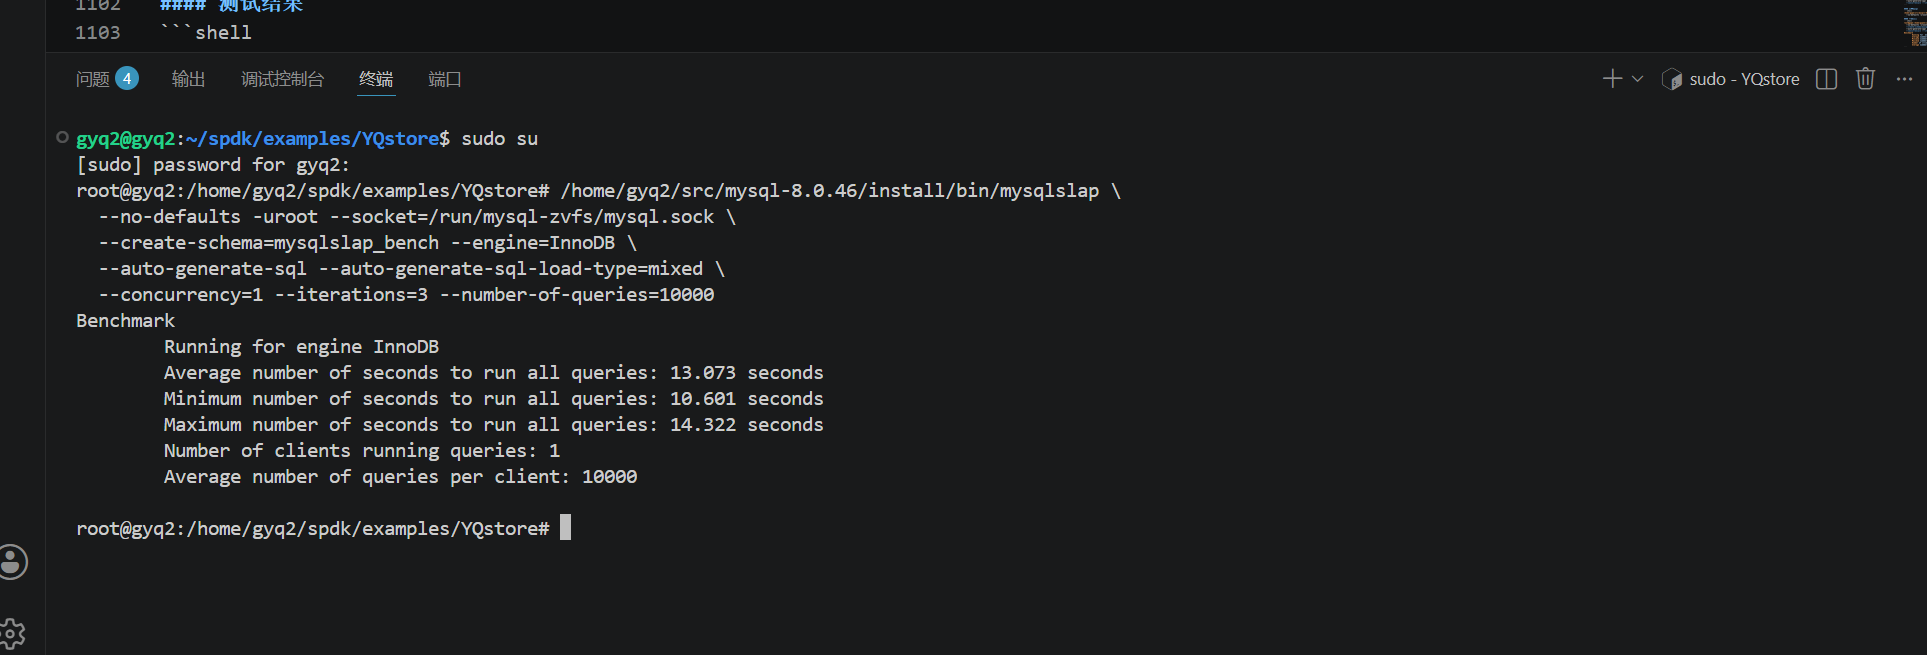 1102 #### 测试结果
1103 ```shell
问题 4 输出 调试控制台 终端 端口 sudo - YQstore
gyq2@gyq2:~/spdk/examples/YQstore$ sudo su
[sudo] password for gyq2:
root@gyq2:/home/gyq2/spdk/examples/YQstore# /home/gyq2/src/mysql-8.0.46/install/bin/mysqlslap \
--no-defaults -uroot --socket=/run/mysql-zvfs/mysql.sock \
--create-schema=mysqlslap_bench --engine=InnoDB \
--auto-generate-sql --auto-generate-sql-load-type=mixed \
--concurrency=1 --iterations=3 --number-of-queries=10000
Benchmark
Running for engine InnoDB
Average number of seconds to run all queries: 13.073 seconds
Minimum number of seconds to run all queries: 10.601 seconds
Maximum number of seconds to run all queries: 14.322 seconds
Number of clients running queries: 1
Average number of queries per client: 10000
root@gyq2:/home/gyq2/spdk/examples/YQstore#